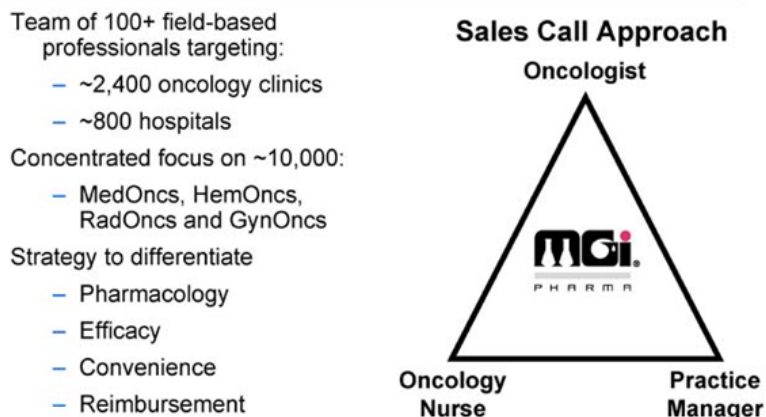 Team of 100+ field-based
professionals targeting:
– ~2,400 oncology clinics
– ~800 hospitals
Concentrated focus on ~10,000:
– MedOncs, HemOncs,
RadOncs and GynOncs
Strategy to differentiate
– Pharmacology
– Efficacy
– Convenience
– Reimbursement
Sales Call Approach
Oncologist
MGi®
PHARMA
Oncology
Nurse
Practice
Manager